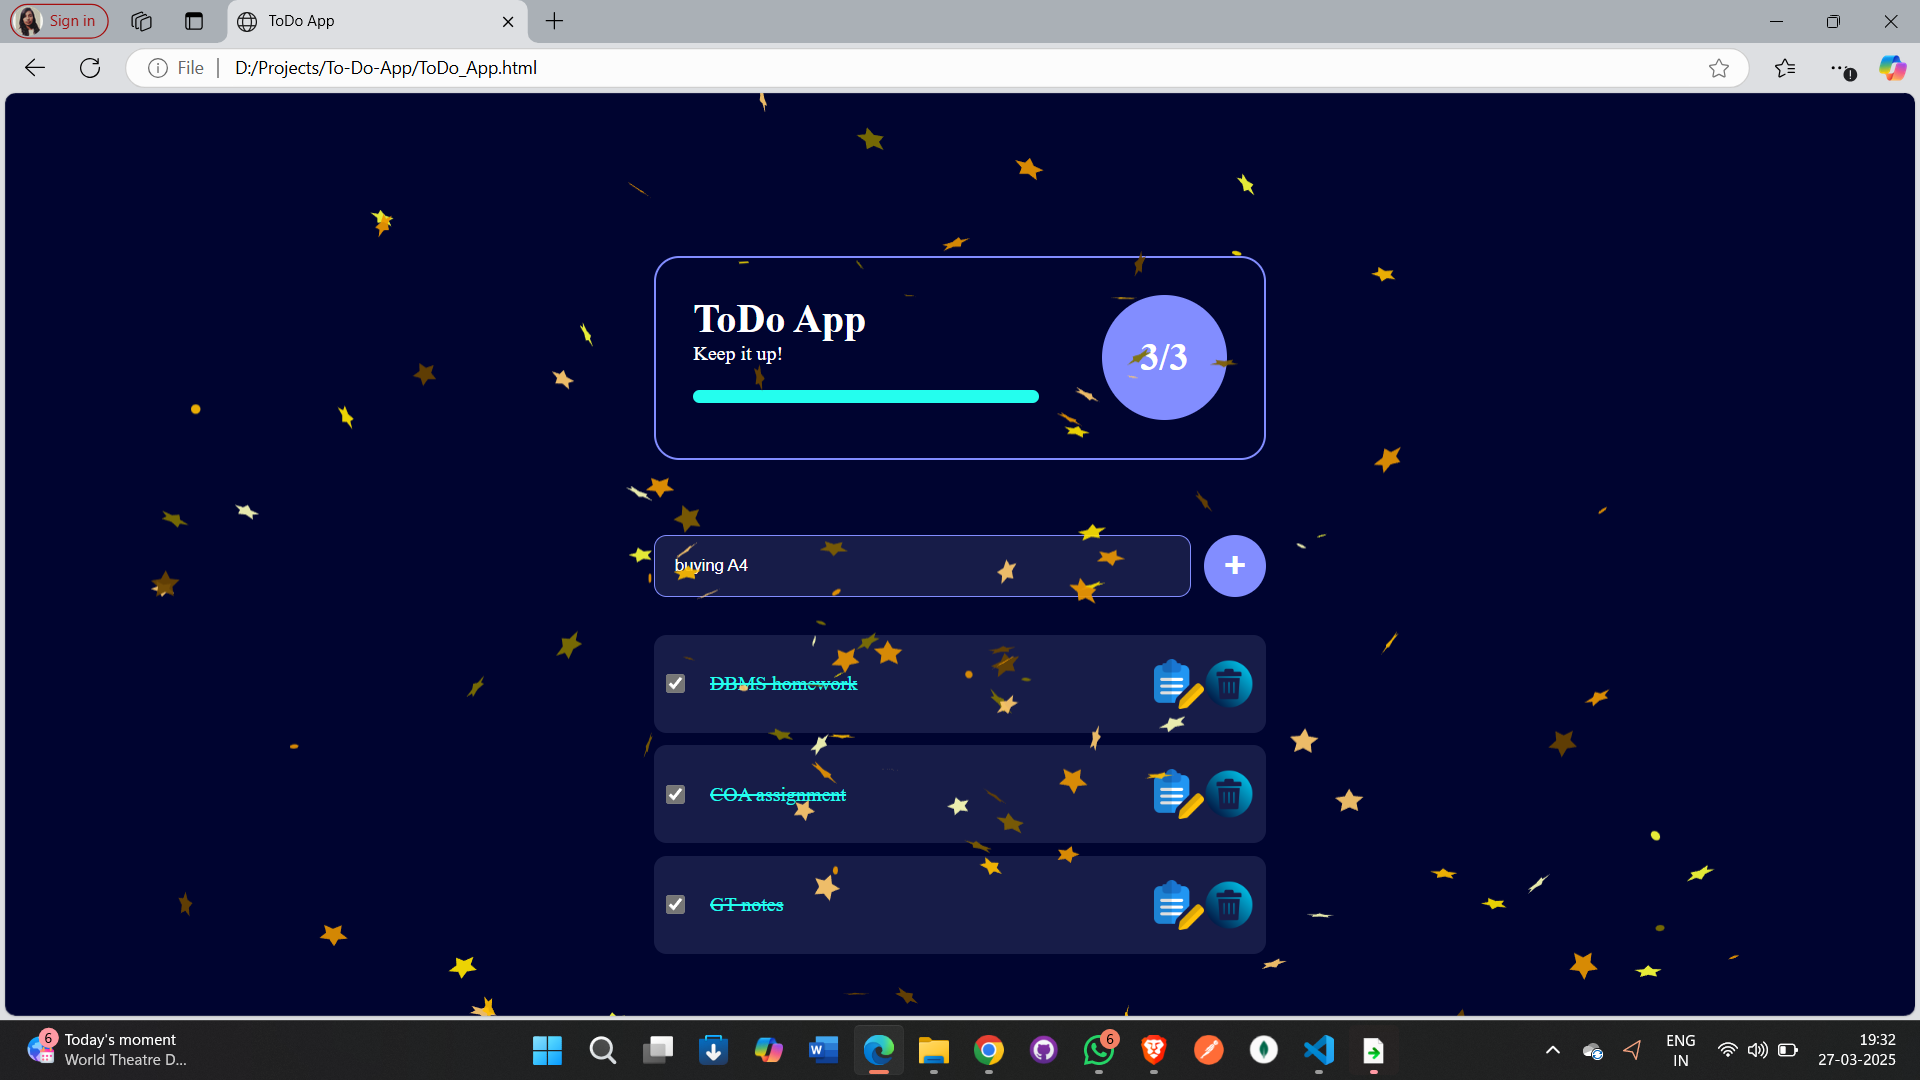 Sign in
ToDo App
File
D:/Projects/To-Do-App/ToDo_App.html
ToDo App
Keep it up!
3/3
buying A4
+
DBMS homework
COA assignment
GT notes
6
Today's moment
World Theatre D...
6
ENG
IN
19:32
27-03-2025